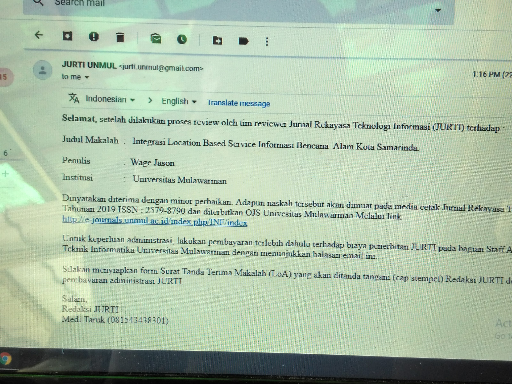 Search mail
JURTI UNMUL <jurti.unmul@gmail.com>
1:16 PM
to me
Indonesian > English Translate message
Selamat, setelah dilakukan proses review oleh tim reviewer Jurnal Rekayasa Teknologi Informasi (JURTI) terhadap :
Judul Makalah : Integrasi Location Based Service Informasi Bencana Alam Kota Samarinda.
Penulis : Wage Jason
Institusi : Universitas Mulawarman
Dinyatakan diterima dengan minor perbaikan. Adapun naskah tersebut akan dimuat pada media cetak Jurnal Rekayasa
Tahunan 2019 ISSN : 2579-8790 dan diterbitkan OJS Universitas Mulawarman Melalui link
http://e-journals.unmul.ac.id/index.php/INF/index
Untuk keperluan administrasi, lakukan pembayaran terlebih dahulu terhadap biaya penerbitan JURTI pada bagian Staff
Teknik Informatika Universitas Mulawarman dengan menunjukkan balasan email ini.
Silakan menyiapkan form Surat Tanda Terima Makalah (LoA) yang akan ditanda tangani (cap stempel) Redaksi JURTI
pembayaran administrasi JURTI
Salam,
Redaksi JURTI
Medi Taruk